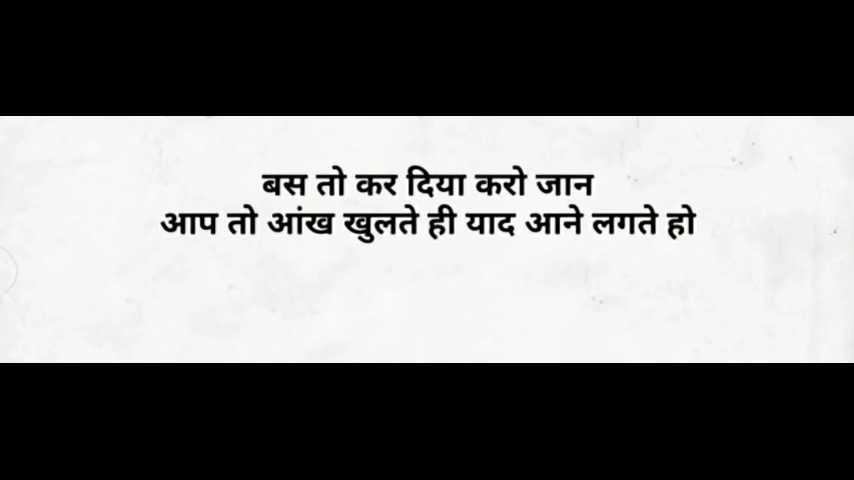 बस तो कर दिया करो जान
आप तो आंख खुलते ही याद आने लगते हो